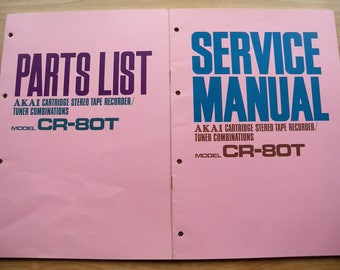 PARTS LIST
AKAI CARTRIDGE STEREO TAPE RECORDER/
TUNER COMBINATIONS
MODEL CR-80T
SERVICE
MANUAL
AKAI CARTRIDGE STEREO TAPE RECORDER/
TUNER COMBINATIONS
MODEL CR-80T